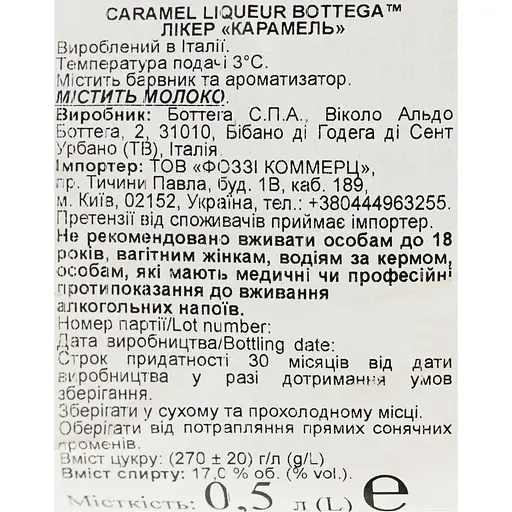 CARAMEL LIQUEUR BOTTEGA™
ЛІКЕР «КАРАМЕЛЬ»
Вироблений в Італії.
Температура подачі 3°С.
Містить барвник та ароматизатор.
МІСТИТЬ МОЛОКО.
Виробник: Боттега С.П.А., Віколо Альдо
Боттега, 2, 31010, Бібано ді Годега ді Сент
Урбано (ТВ), Італія.
Імпортер: ТОВ «ФОЗЗІ КОММЕРЦ»,
пр. Тичини Павла, буд. 1В, каб. 189,
м. Київ, 02152, Україна, тел.: +380444963255.
Претензії від споживачів приймає імпортер.
Не рекомендовано вживати особам до 18
років, вагітним жінкам, водіям за кермом,
особам, які мають медичні чи професійні
протипоказання до вживання
алкогольних напоїв.
Номер партії/Lot number:
Дата виробництва/Bottling date:
Строк придатності 30 місяців від дати
виробництва у разі дотримання умов
зберігання.
Зберігати у сухому та прохолодному місці.
Оберігати від потрапляння прямих сонячних
променів.
Вміст цукру: (270 ± 20) г/л (g/L)
Вміст спирту: 17,0 % об. (% vol.).
Місткість: 0,5 л (L) ℮